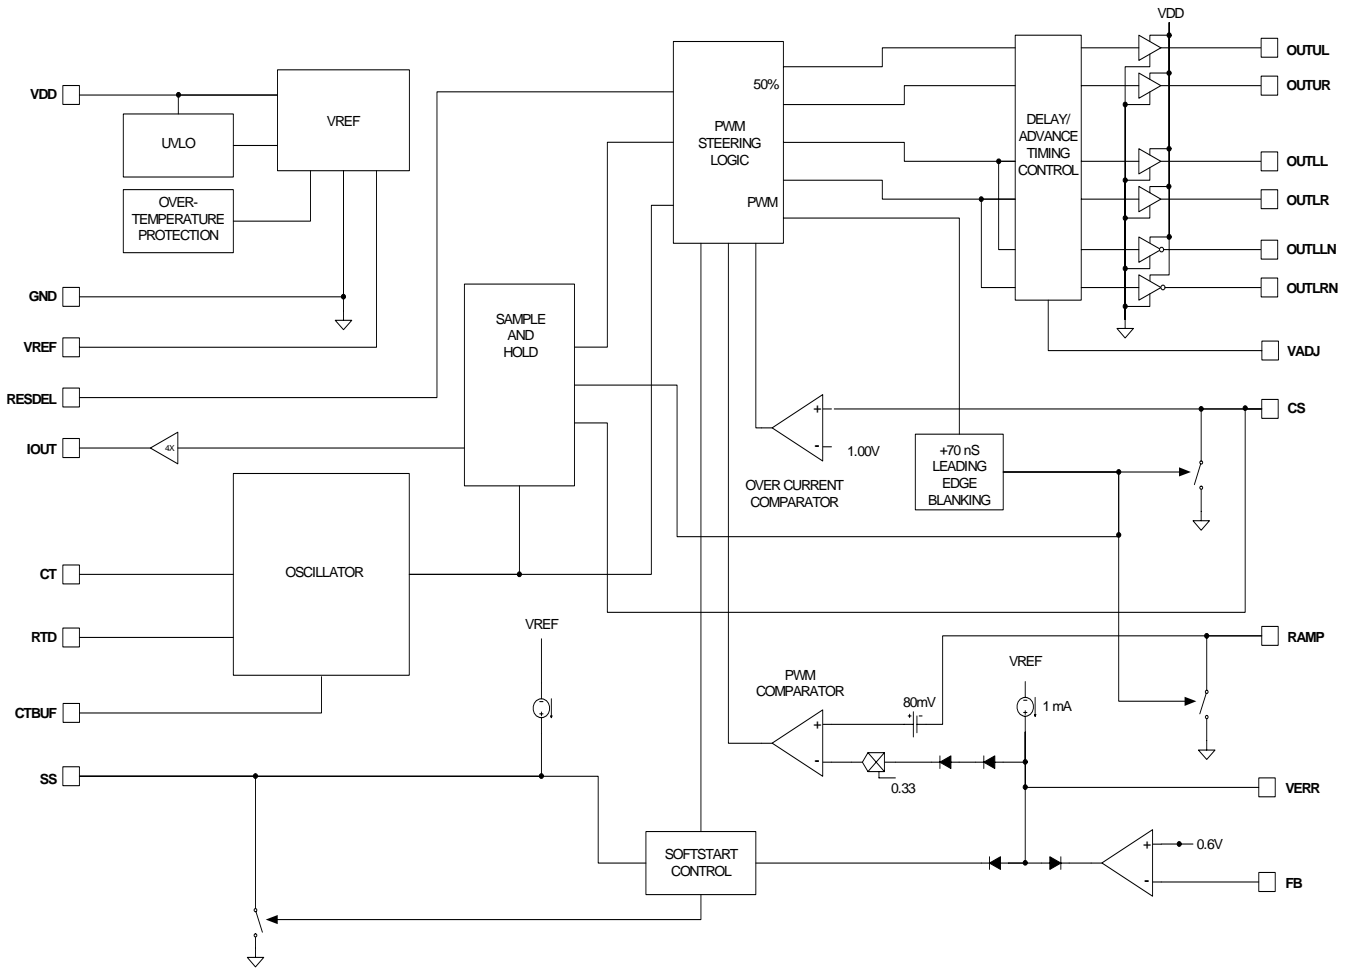 VDD
OUTUL
VDD
VREF
50%
OUTUR
UVLO
PWM
STEERING
LOGIC
DELAY/
ADVANCE
TIMING
CONTROL
OUTLL
OVER-
TEMPERATURE
PROTECTION
PWM
OUTLR
OUTLLN
GND
OUTLRN
SAMPLE
AND
HOLD
VREF
VADJ
RESDEL
+
CS
IOUT
4X
-
1.00V
+70 nS
LEADING
EDGE
BLANKING
OVER CURRENT
COMPARATOR
CT
OSCILLATOR
VREF
RTD
RAMP
VREF
PWM
COMPARATOR
80mV
1 mA
CTBUF
+
-
0.33
SS
VERR
SOFTSTART
CONTROL
+
0.6V
-
FB